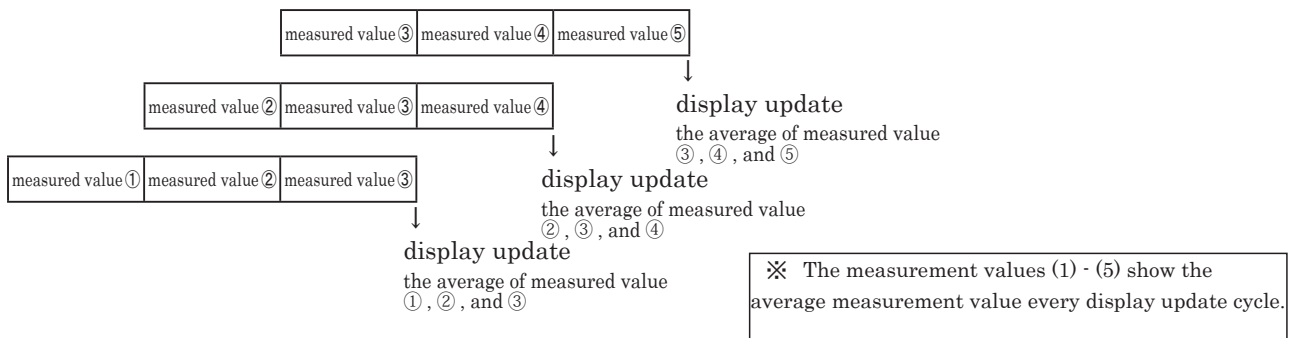 measured value③ measured value④ measured value⑤
↓
display update
the average of measured value
③ , ④ , and ⑤
measured value② measured value③ measured value④
↓
display update
the average of measured value
② , ③ , and ④
measured value① measured value② measured value③
↓
display update
the average of measured value
① , ② , and ③
※ The measurement values (1) - (5) show the
average measurement value every display update cycle.